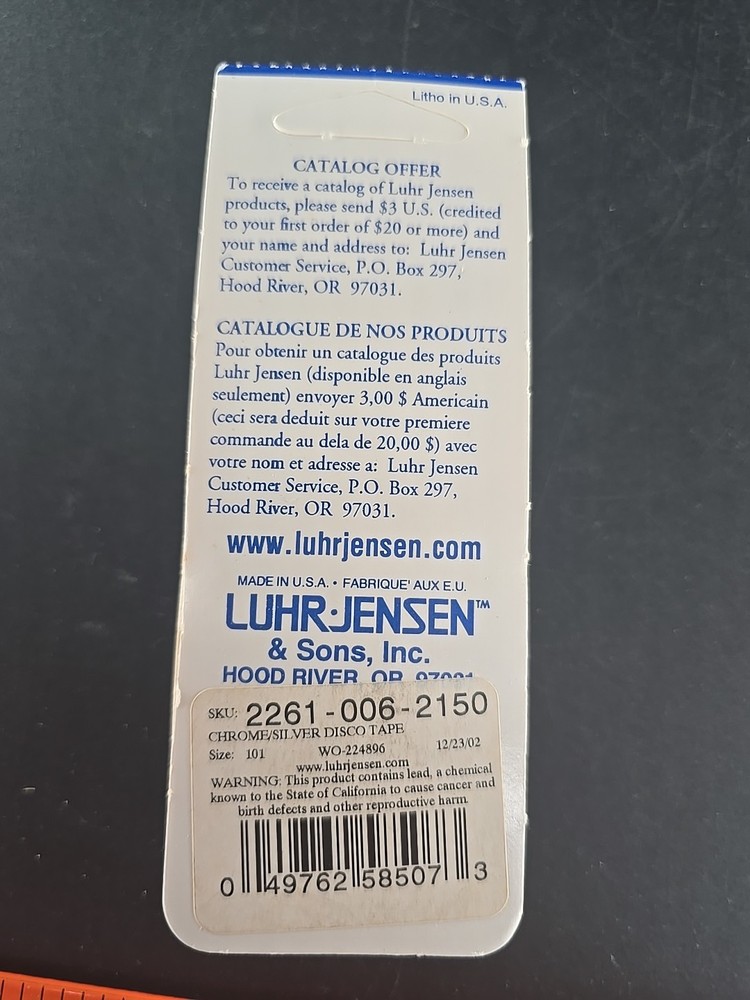 Litho in U.S.A.
CATALOG OFFER
To receive a catalog of Luhr Jensen
products, please send $3 U.S. (credited
to your first order of $20 or more) and
your name and address to: Luhr Jensen
Customer Service, P.O. Box 297,
Hood River, OR 97031.
CATALOGUE DE NOS PRODUITS
Pour obtenir un catalogue des produits
Luhr Jensen (disponible en anglais
seulement) envoyer 3,00 $ Americain
(ceci sera deduit sur votre premiere
commande au dela de 20,00 $) avec
votre nom et adresse a: Luhr Jensen
Customer Service, P.O. Box 297,
Hood River, OR 97031.
www.luhrjensen.com
MADE IN U.S.A. • FABRIQUE' AUX E.U.
LUHR·JENSEN™
& Sons, Inc.
HOOD RIVER, OR 97031
SKU: 2261-006-2150
CHROME/SILVER DISCO TAPE
Size: 101 WO-224896 12/23/02
www.luhrjensen.com
WARNING: This product contains lead, a chemical
known to the State of California to cause cancer and
birth defects and other reproductive harm.
0 49762 58507 3